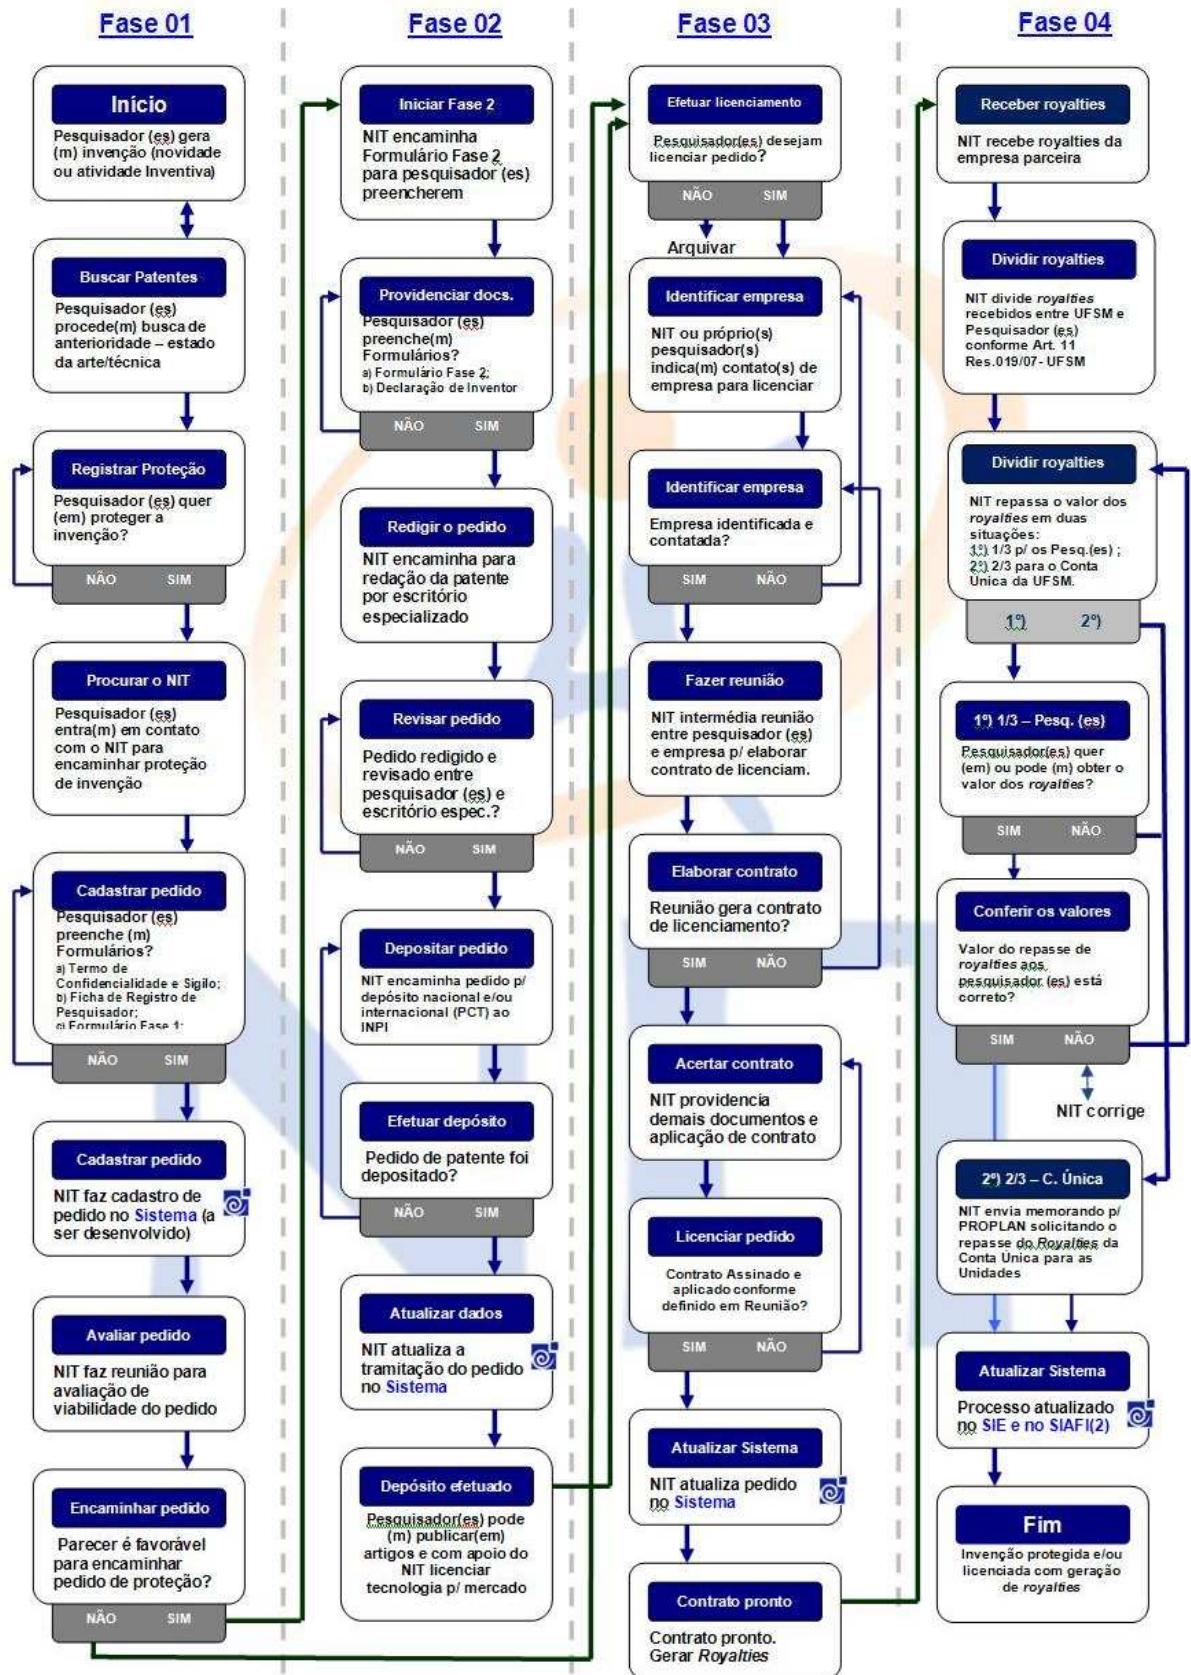 Fase 01
Início
Pesquisador (es) gera
(m) invenção (novidade
ou atividade Inventiva)
Buscar Patentes
Pesquisador (es)
procede(m) busca de
anterioridade – estado
da arte/técnica
Registrar Proteção
Pesquisador (es) quer
(em) proteger a
invenção?
NÃO SIM
Procurar o NIT
Pesquisador (es)
entra(m) em contato
com o NIT para
encaminhar proteção
de invenção
Cadastrar pedido
Pesquisador (es)
preenche (m)
Formulários?
a) Termo de
Confidencialidade e Sigilo;
b) Ficha de Registro de
Pesquisador;
c) Formulário Fase 1;
NÃO SIM
Cadastrar pedido
NIT faz cadastro de
pedido no Sistema (a
ser desenvolvido)
Avaliar pedido
NIT faz reunião para
avaliação de
viabilidade do pedido
Encaminhar pedido
Parecer é favorável
para encaminhar
pedido de proteção?
NÃO SIM
Fase 02
Iniciar Fase 2
NIT encaminha
Formulário Fase 2
para pesquisador (es)
preencherem
Providenciar docs.
Pesquisador (es)
preenche(m)
Formulários?
a) Formulário Fase 2;
b) Declaração de Inventor
NÃO SIM
Redigir o pedido
NIT encaminha para
redação da patente
por escritório
especializado
Revisar pedido
Pedido redigido e
revisado entre
pesquisador (es) e
escritório espec.?
NÃO SIM
Depositar pedido
NIT encaminha pedido p/
depósito nacional e/ou
internacional (PCT) ao
INPI
Efetuar depósito
Pedido de patente foi
depositado?
NÃO SIM
Atualizar dados
NIT atualiza a
tramitação do pedido
no Sistema
Depósito efetuado
Pesquisador(es) pode
(m) publicar(em)
artigos e com apoio do
NIT licenciar
tecnologia p/ mercado
Fase 03
Efetuar licenciamento
Pesquisador(es) desejam
licenciar pedido?
NÃO SIM
Arquivar
Identificar empresa
NIT ou próprio(s)
pesquisador(s)
indica(m) contato(s) de
empresa para licenciar
Identificar empresa
Empresa identificada e
contatada?
SIM NÃO
Fazer reunião
NIT intermédia reunião
entre pesquisador (es)
e empresa p/ elaborar
contrato de licenciam.
Elaborar contrato
Reunião gera contrato
de licenciamento?
SIM NÃO
Acertar contrato
NIT providencia
demais documentos e
aplicação de contrato
Licenciar pedido
Contrato Assinado e
aplicado conforme
definido em Reunião?
SIM NÃO
Atualizar Sistema
NIT atualiza pedido
no Sistema
Contrato pronto
Contrato pronto.
Gerar Royalties
Fase 04
Receber royalties
NIT recebe royalties da
empresa parceira
Dividir royalties
NIT divide royalties
recebidos entre UFSM e
Pesquisador (es)
conforme Art. 11
Res.019/07- UFSM
Dividir royalties
NIT repassa o valor dos
royalties em duas
situações:
1º) 1/3 p/ os Pesq.(es) ;
2º) 2/3 para o Conta
Única da UFSM.
1º) 2º)
1º) 1/3 – Pesq. (es)
Pesquisador(es) quer
(em) ou pode (m) obter o
valor dos royalties?
SIM NÃO
Conferir os valores
Valor do repasse de
royalties aos
pesquisador (es) está
correto?
SIM NÃO
NIT corrige
2º) 2/3 – C. Única
NIT envia memorando p/
PROPLAN solicitando o
repasse do Royalties da
Conta Única para as
Unidades
Atualizar Sistema
Processo atualizado
no SIE e no SIAFI(2)
Fim
Invenção protegida e/ou
licenciada com geração
de royalties